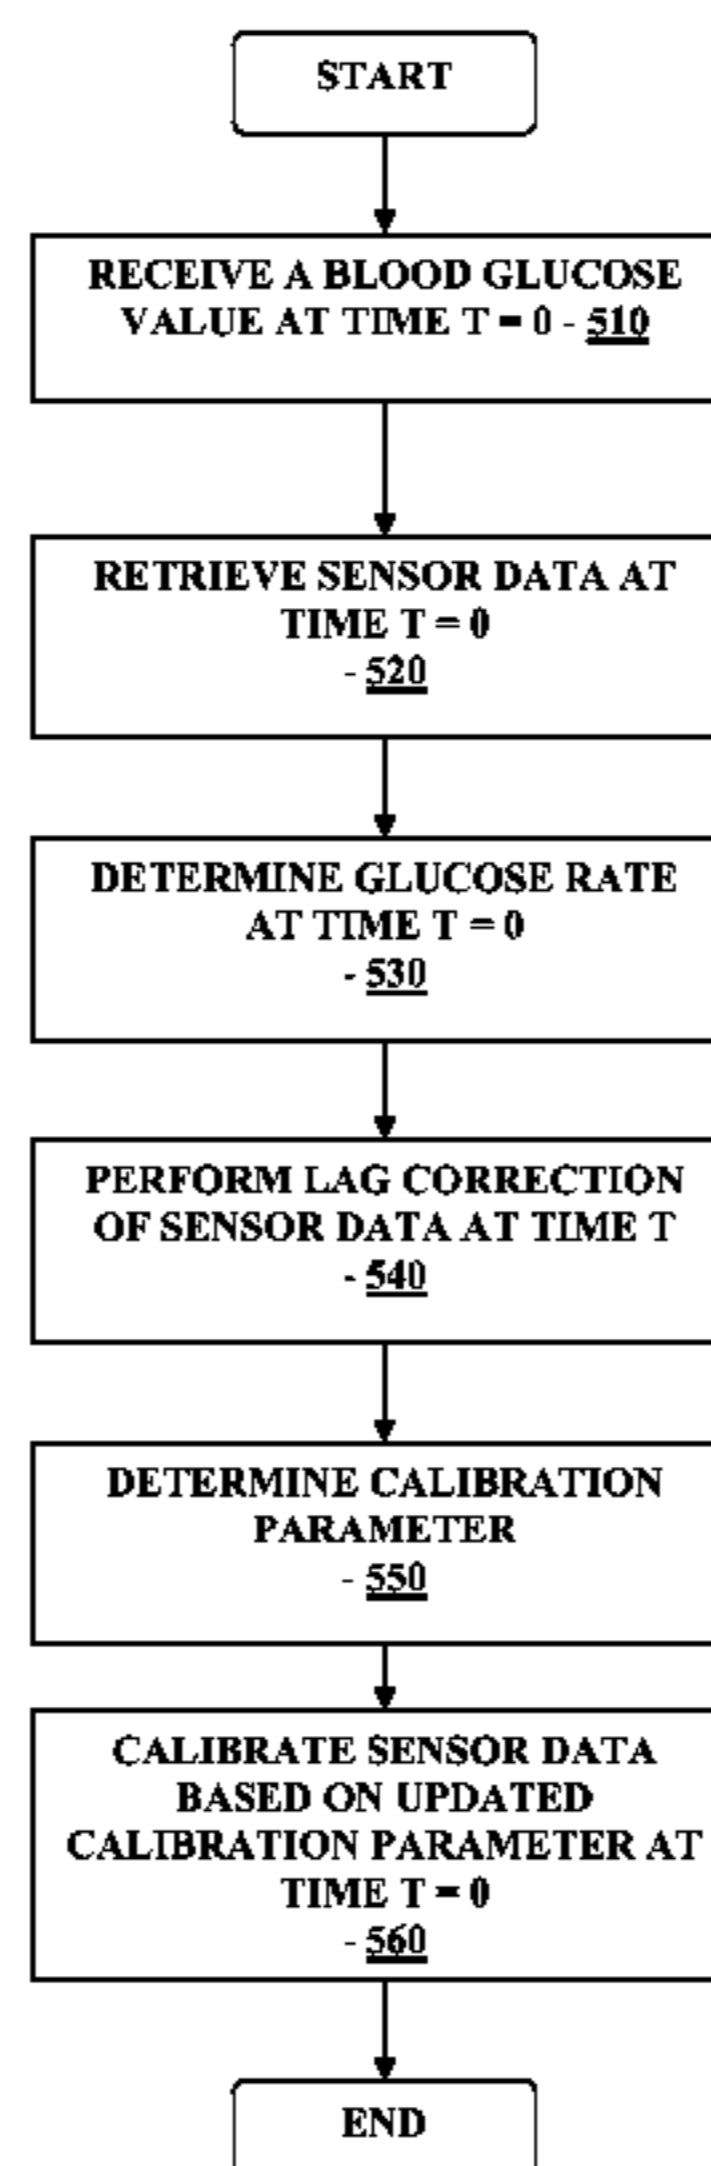 START
RECEIVE A BLOOD GLUCOSE
VALUE AT TIME T = 0 - 510
RETRIEVE SENSOR DATA AT
TIME T = 0
- 520
DETERMINE GLUCOSE RATE
AT TIME T = 0
- 530
PERFORM LAG CORRECTION
OF SENSOR DATA AT TIME T
- 540
DETERMINE CALIBRATION
PARAMETER
- 550
CALIBRATE SENSOR DATA
BASED ON UPDATED
CALIBRATION PARAMETER AT
TIME T = 0
- 560
END